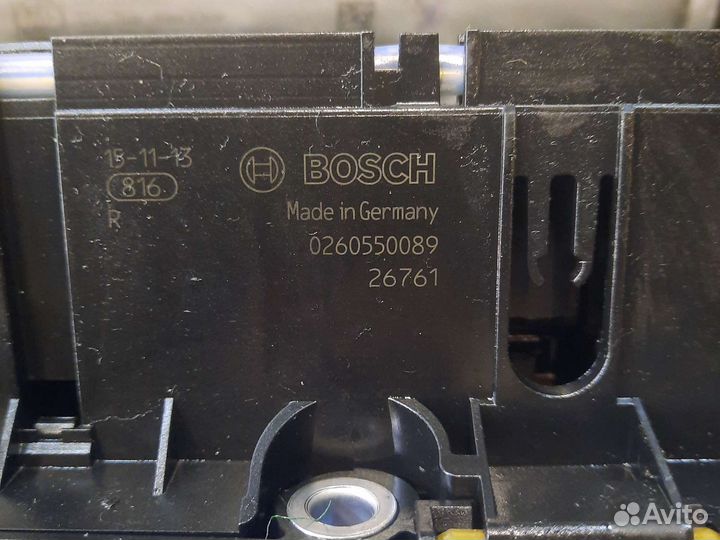 15-11-13
816
R
BOSCH
Made in Germany
0260550089
26761
Avito